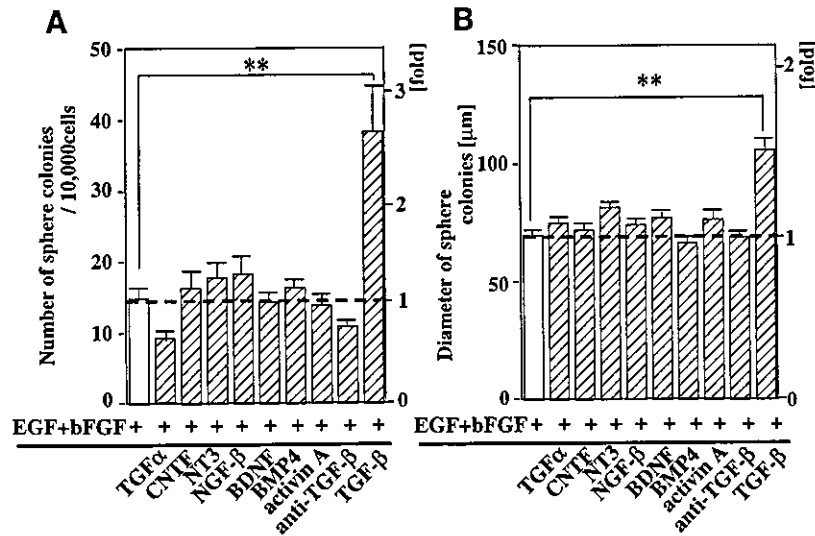 A
50
40
30
20
10
0
Number of sphere colonies
/ 10,000cells
**
[fold]
3
2
1
0
EGF+bFGF + + + + + + + + + +
TGFα
CNTF
NT3
NGF-β
BDNF
BMP4
activin A
anti-TGF-β
TGF-β
B
150
100
50
0
Diameter of sphere
colonies [μm]
**
[fold]
2
1
0
+ + + + + + + + + +
TGFα
CNTF
NT3
NGF-β
BDNF
BMP4
activin A
anti-TGF-β
TGF-β